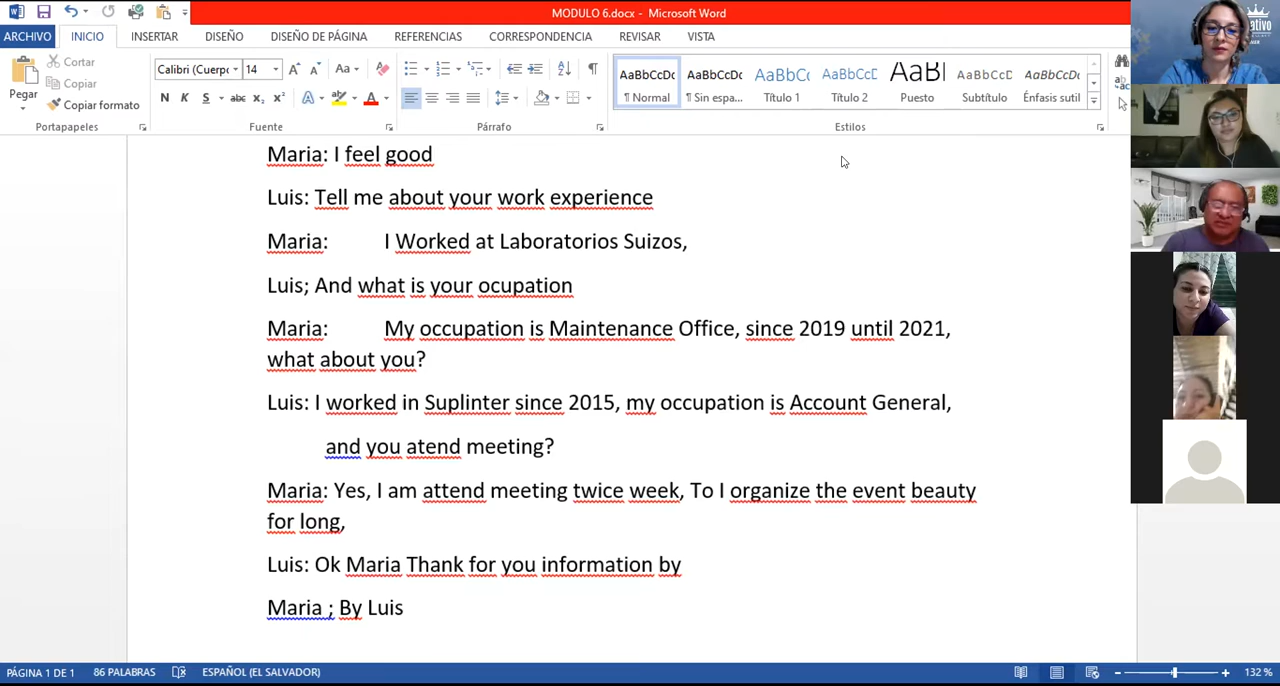 MODULO 6.docx - Microsoft Word
ARCHIVO INICIO INSERTAR DISEÑO DISEÑO DE PÁGINA REFERENCIAS CORRESPONDENCIA REVISAR VISTA
Pegar
Cortar
Copiar
Copiar formato
Portapapeles
Calibri (Cuerpo 14
Fuente
Párrafo
AaBbCcDc AaBbCcDc AaBbCc AaBbCcD AaBl AaBbCcD AaBbCcDc
¶ Normal ¶ Sin espa... Título 1 Título 2 Puesto Subtítulo Énfasis sutil
Estilos
Maria: I feel good
Luis: Tell me about your work experience
Maria: I Worked at Laboratorios Suizos,
Luis; And what is your ocupation
Maria: My occupation is Maintenance Office, since 2019 until 2021,
what about you?
Luis: I worked in Suplinter since 2015, my occupation is Account General,
and you atend meeting?
Maria: Yes, I am attend meeting twice week, To I organize the event beauty
for long,
Luis: Ok Maria Thank for you information by
Maria ; By Luis
PÁGINA 1 DE 1 86 PALABRAS ESPAÑOL (EL SALVADOR) 132 %